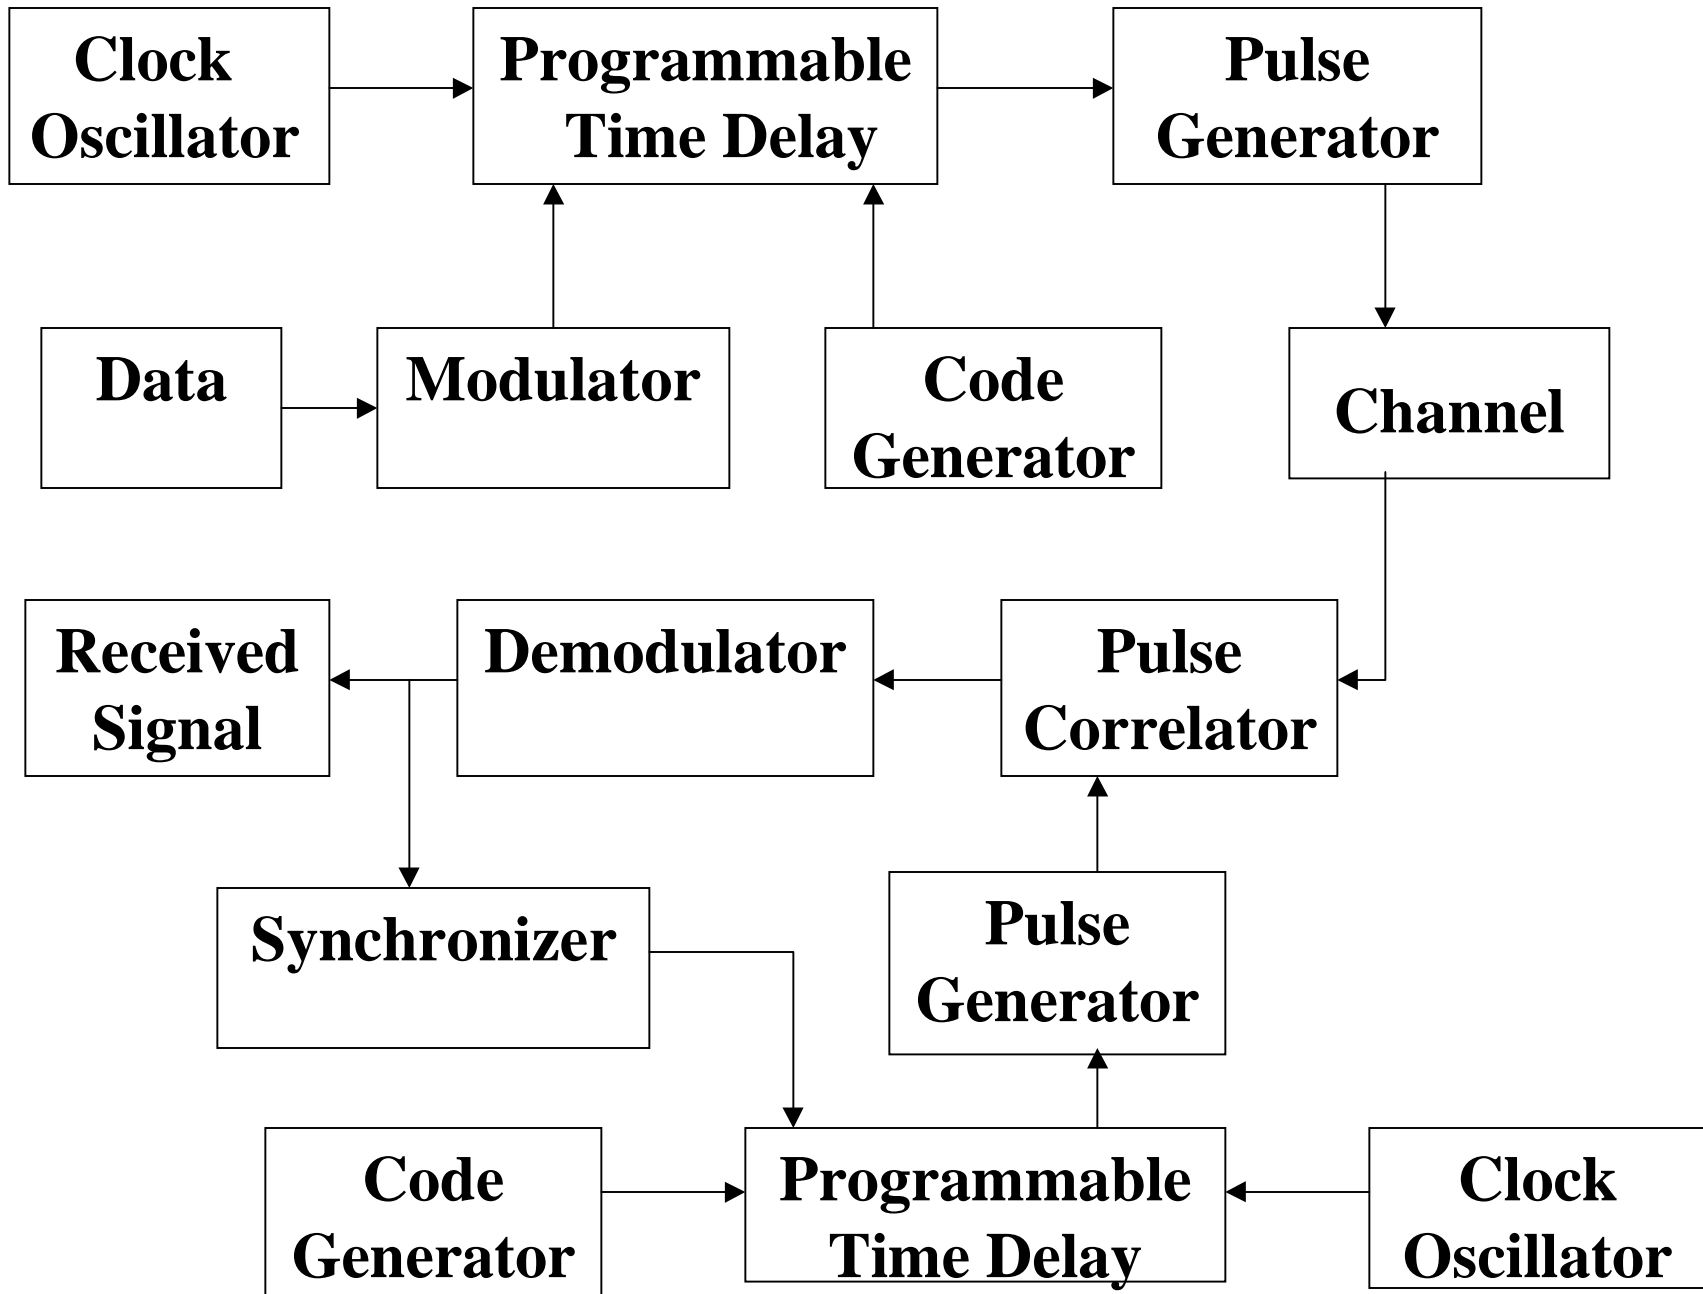 Clock
Oscillator
Programmable
Time Delay
Pulse
Generator
Data
Modulator
Code
Generator
Channel
Received
Signal
Demodulator
Pulse
Correlator
Synchronizer
Pulse
Generator
Code
Generator
Programmable
Time Delay
Clock
Oscillator